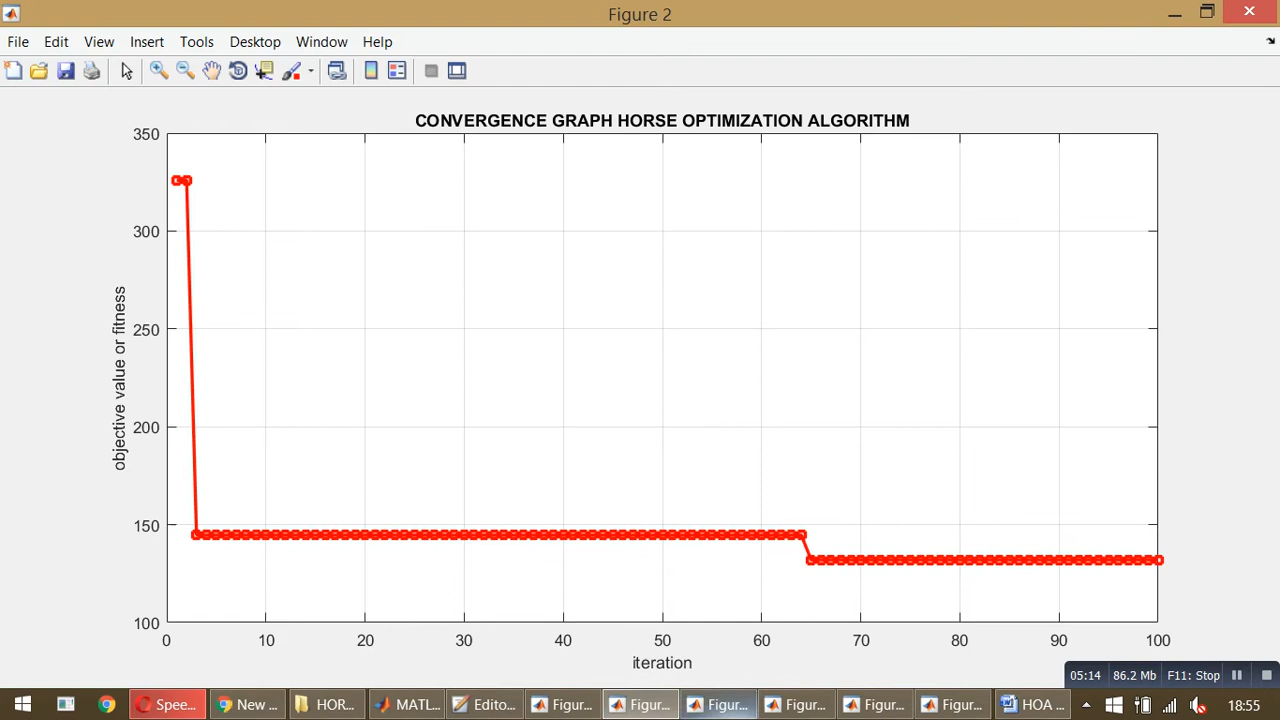 Figure 2
File Edit View Insert Tools Desktop Window Help
CONVERGENCE GRAPH HORSE OPTIMIZATION ALGORITHM
350
300
250
200
150
100
objective value or fitness
0 10 20 30 40 50 60 70 80 90 100
iteration
05:14 86.2 Mb F11: Stop
Spee... New ... HOR... MATL... Edito... Figur... Figur... Figur... Figur... Figur... Figur... HOA ... 18:55